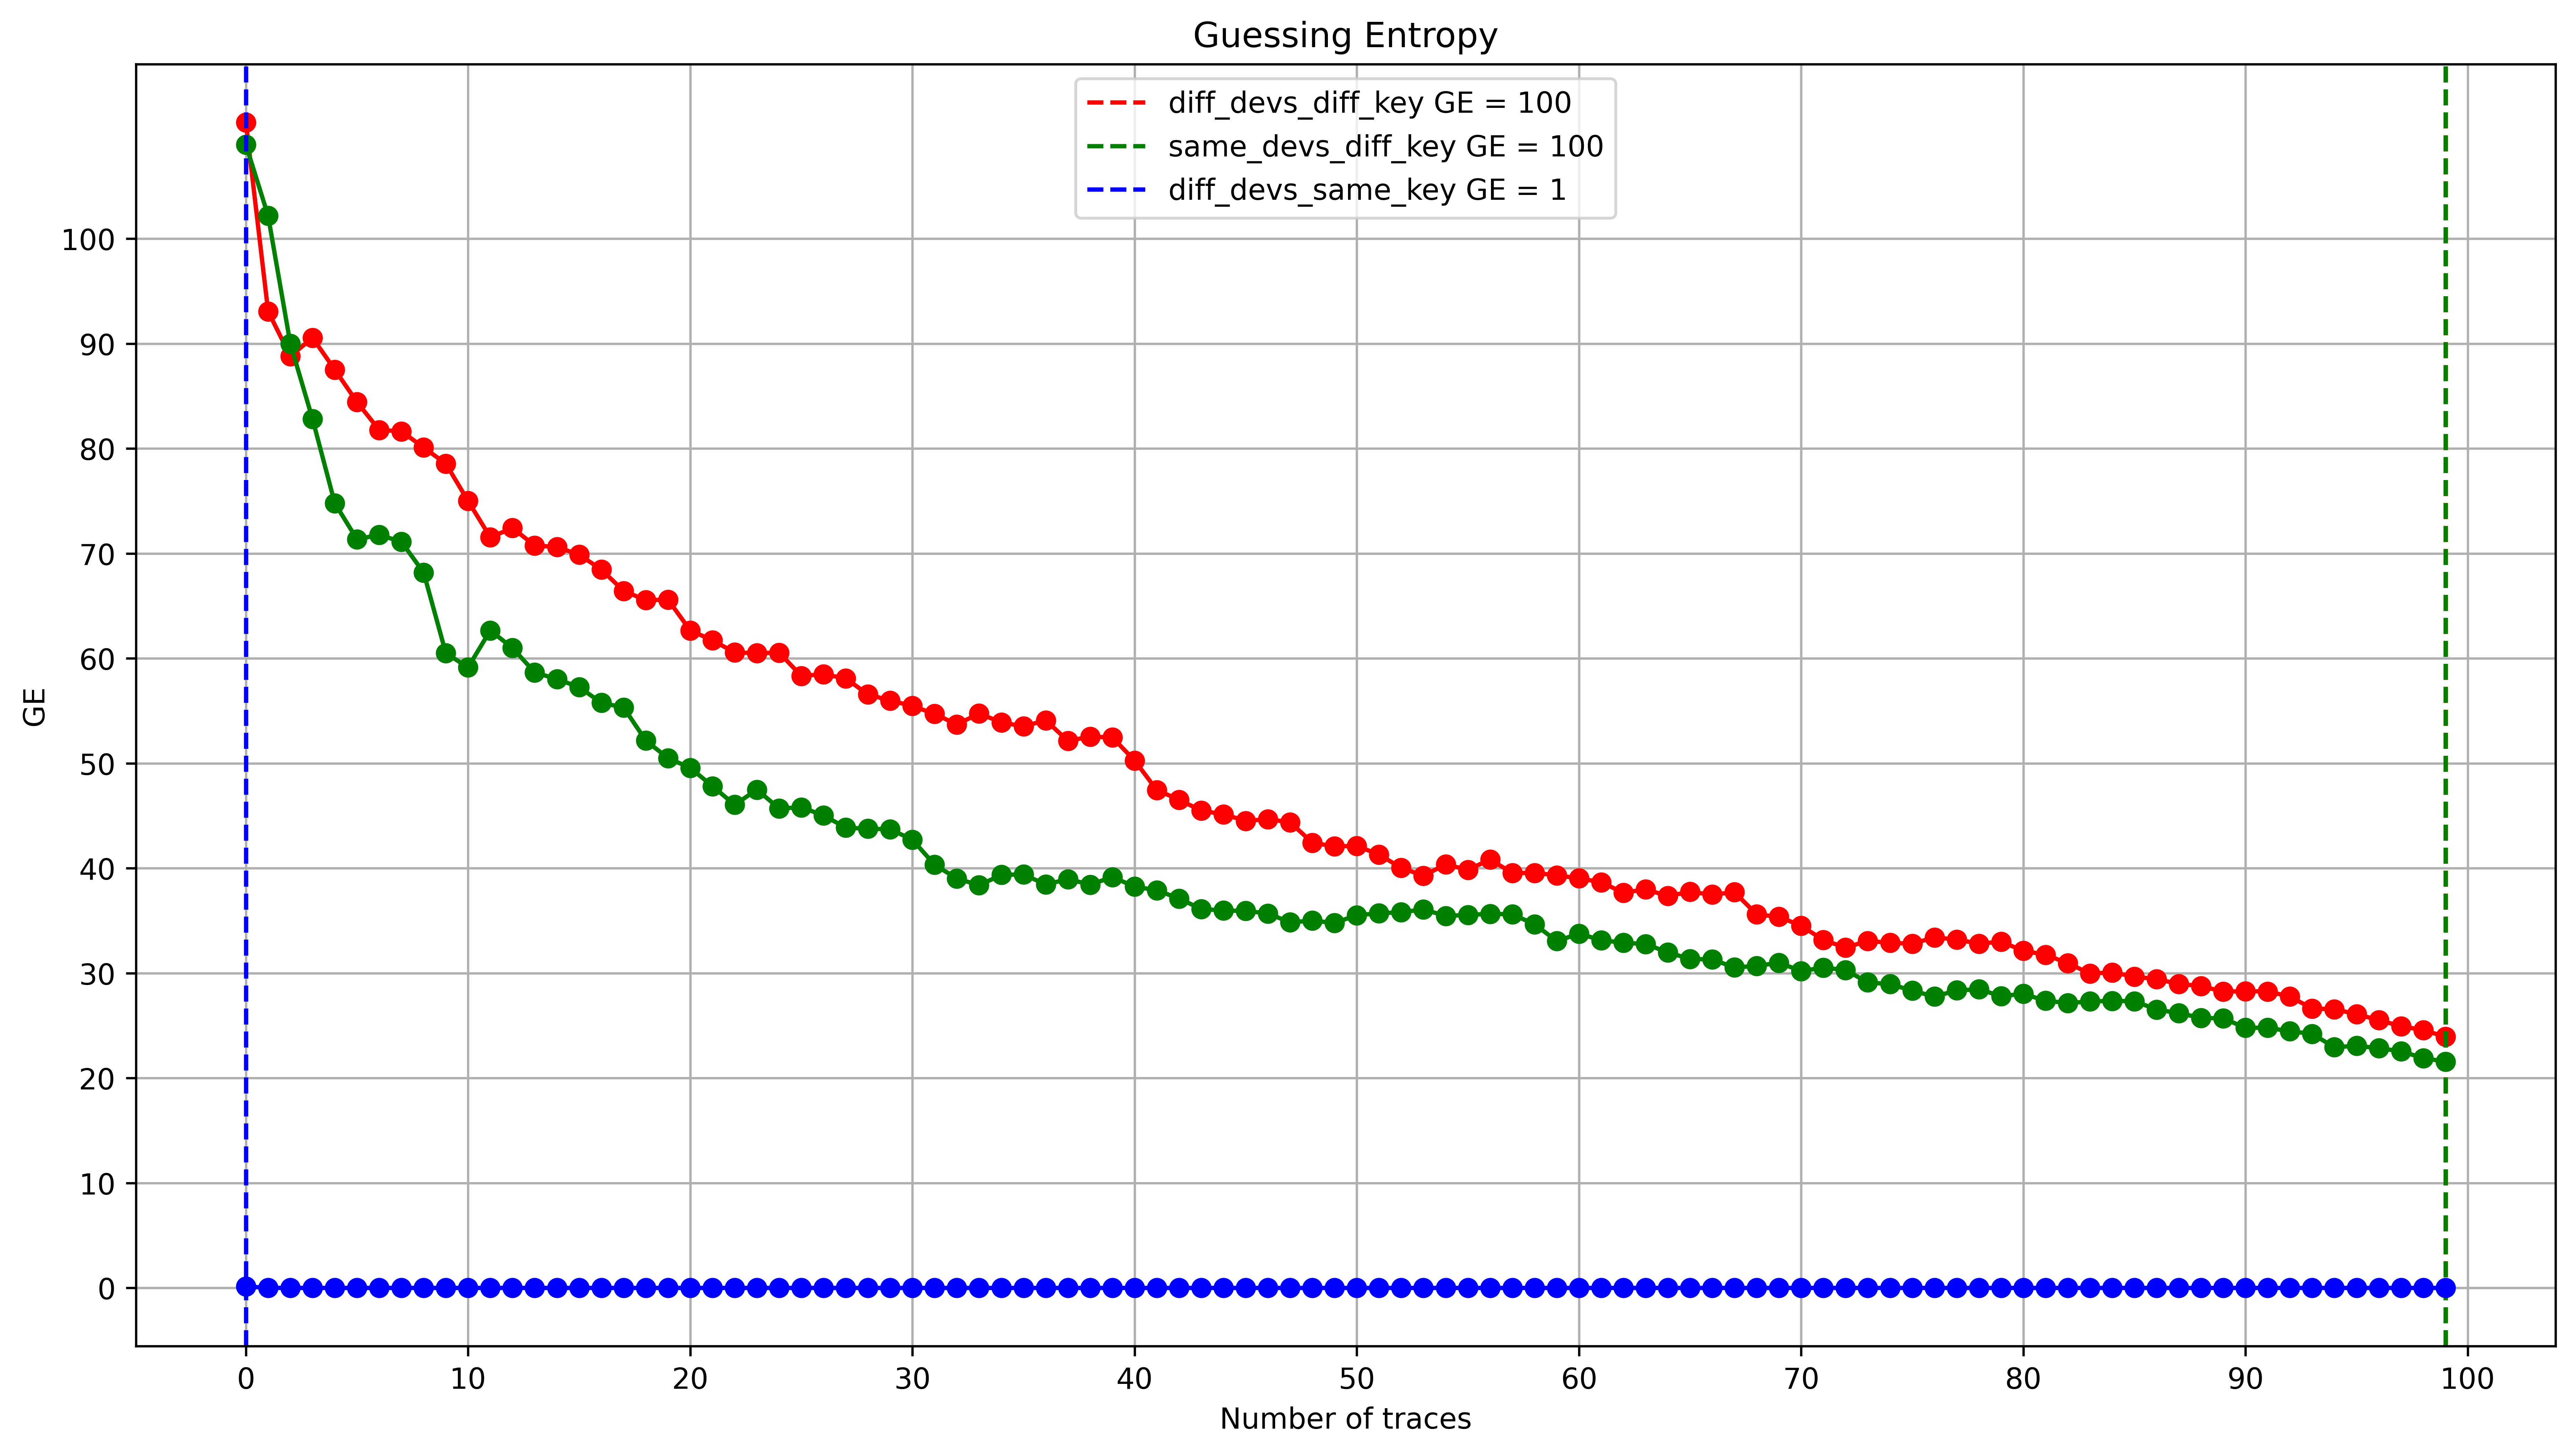 Guessing Entropy
diff_devs_diff_key GE = 100
same_devs_diff_key GE = 100
diff_devs_same_key GE = 1
GE
100
90
80
70
60
50
40
30
20
10
0
0 10 20 30 40 50 60 70 80 90 100
Number of traces